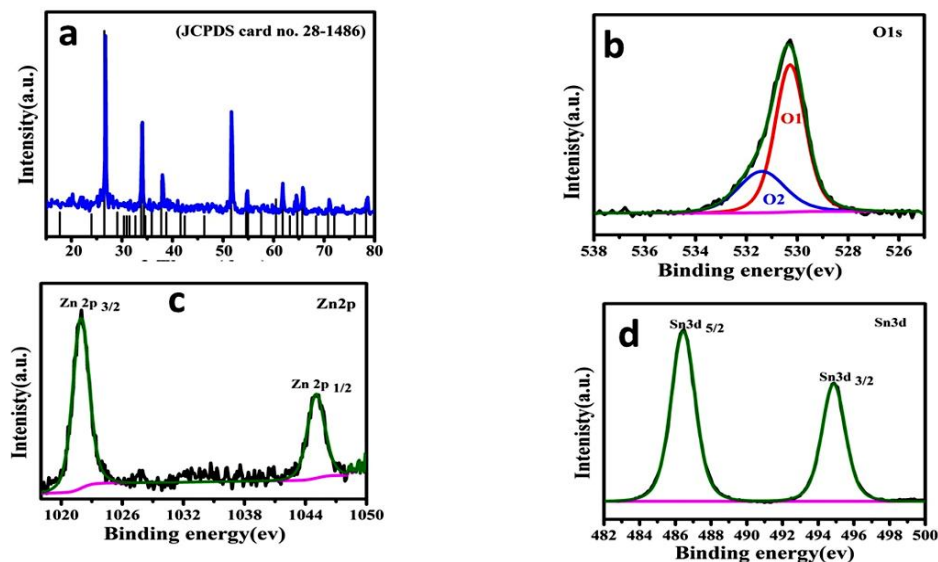 a
(JCPDS card no. 28-1486)
Intensity(a.u.)
15 20 30 40 50 60 70 80
b
O1s
Intenisty(a.u.)
O1
O2
538 536 534 532 530 528 526
Binding energy(ev)
c
Zn 2p 3/2
Zn2p
Zn 2p 1/2
Intenisty(a.u.)
1020 1026 1032 1038 1044 1050
Binding energy(ev)
d
Sn3d 5/2
Sn3d
Sn3d 3/2
Intenisty(a.u.)
482 484 486 488 490 492 494 496 498 500
Binding energy(ev)